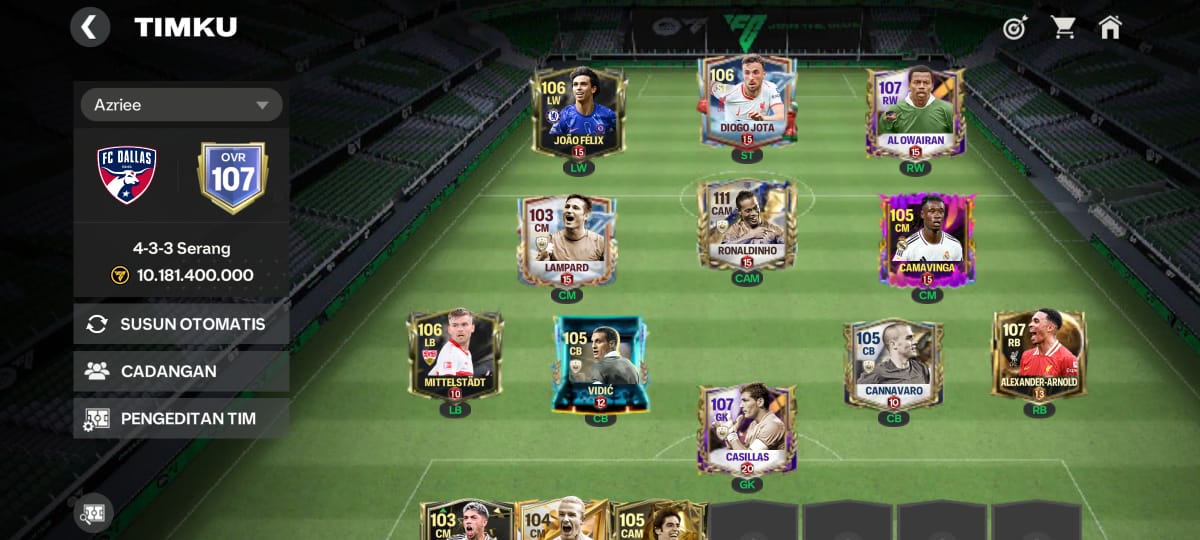 TIMKU
Azriee
FC DALLAS
OVR
107
4-3-3 Serang
10.181.400.000
SUSUN OTOMATIS
CADANGAN
PENGEDITAN TIM
106
LW
JOÃO FÉLIX
15
LW
106
ST
DIOGO JOTA
15
ST
107
RW
AL OWAIRAN
15
RW
103
CM
LAMPARD
15
CM
111
CAM
RONALDINHO
15
CAM
105
CM
CAMAVINGA
15
CM
106
LB
MITTELSTÄDT
10
LB
105
CB
VIDIĆ
12
CB
105
CB
CANNAVARO
10
CB
107
RB
ALEXANDER-ARNOLD
13
RB
107
GK
CASILLAS
20
GK
103
CM
104
CM
105
CAM